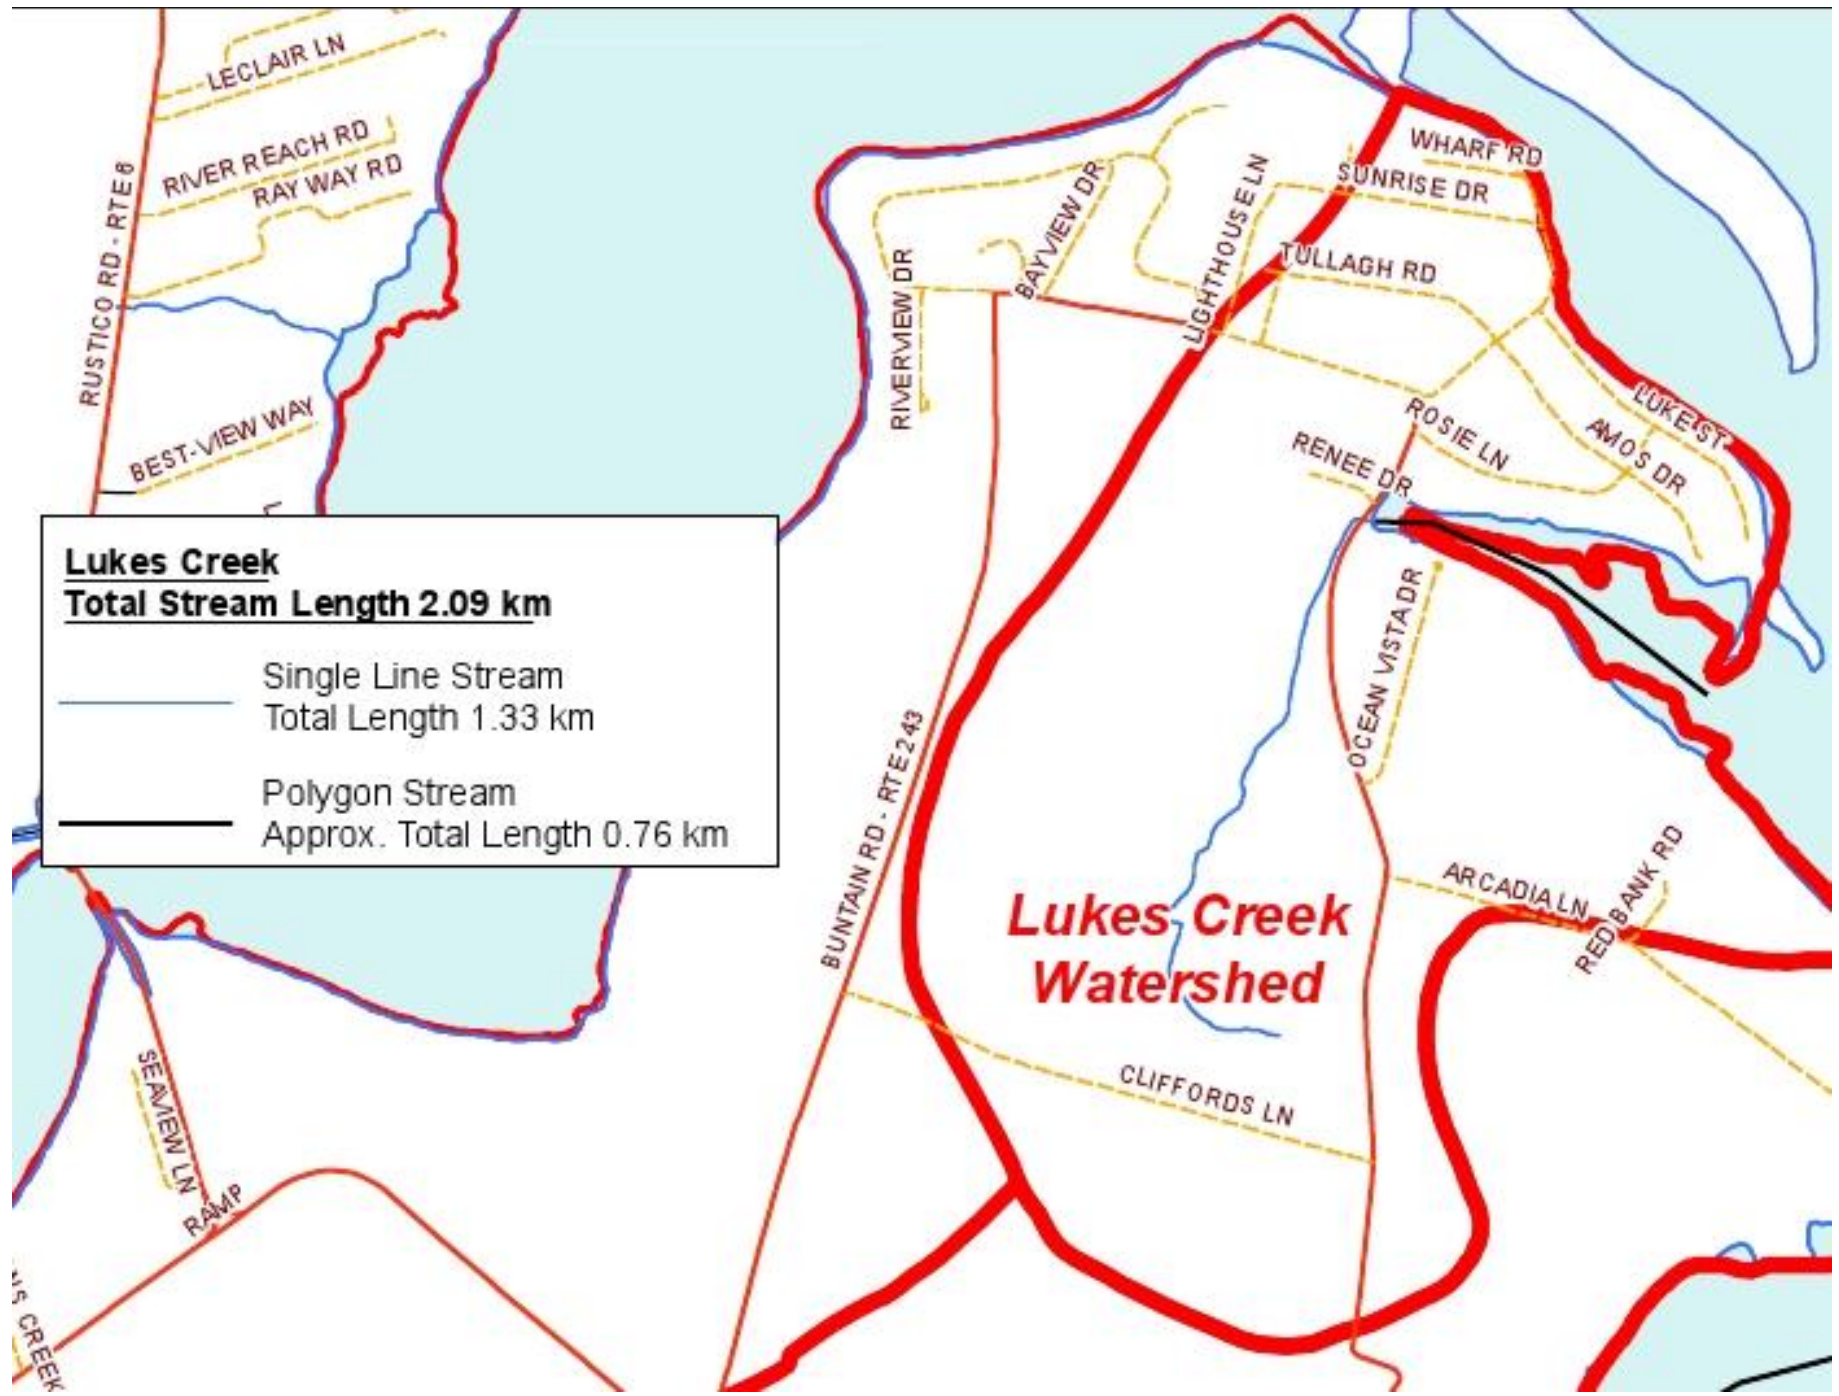 LECLAIR LN
RIVER REACH RD
RAY WAY RD
RUSTICO RD - RTE 6
BEST-VIEW WAY
L
WHARF RD
SUNRISE DR
TULLAGH RD
LIGHTHOUSE LN
BAYVIEW DR
RIVERVIEW DR
ROSIE LN
RENEE DR
LUKE ST
AMOS DR
OCEAN VISTA DR
Lukes Creek
Total Stream Length 2.09 km
Single Line Stream
Total Length 1.33 km
Polygon Stream
Approx. Total Length 0.76 km
BUNTAIN RD - RTE 243
ARCADIA LN
REDBANK RD
Lukes Creek
Watershed
CLIFFORDS LN
SEAVIEW LN
RAMP
CREEK